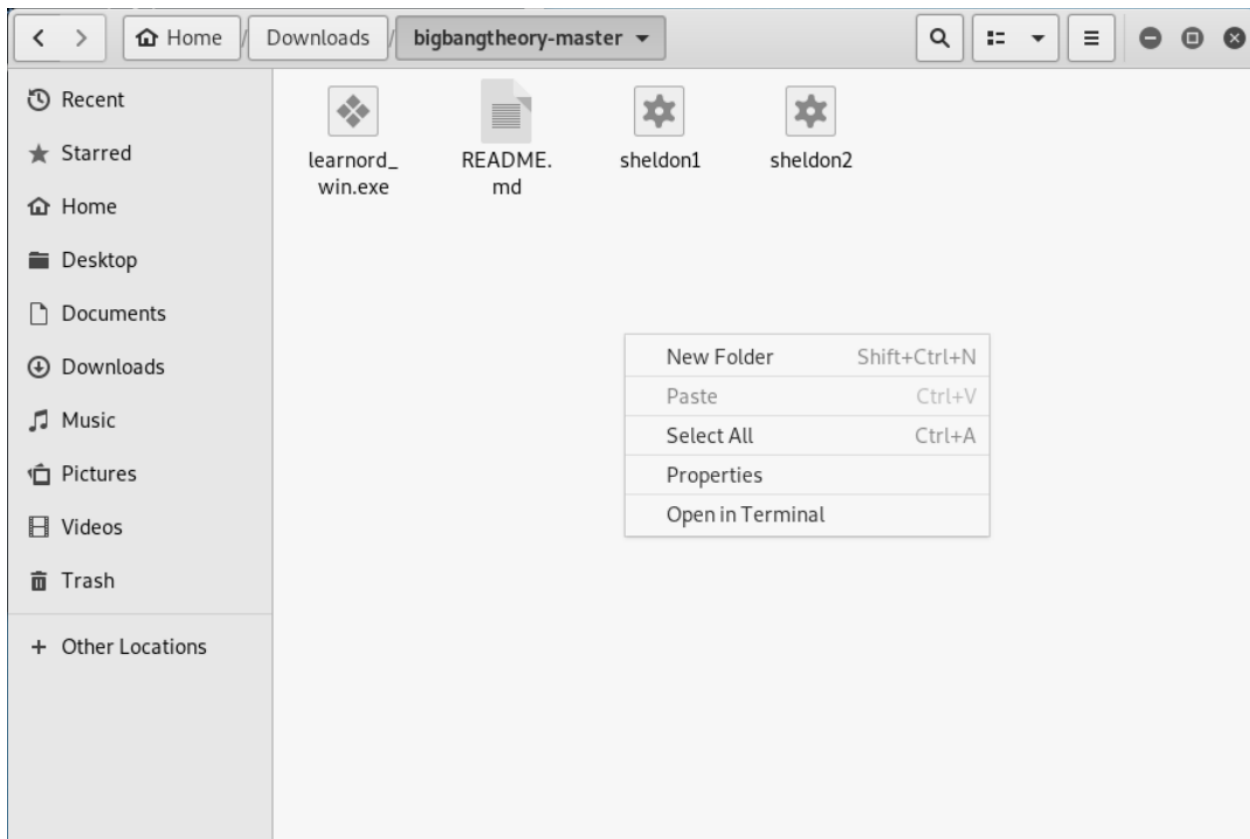 Home / Downloads / bigbangtheory-master
Recent
Starred
Home
Desktop
Documents
Downloads
Music
Pictures
Videos
Trash
+ Other Locations
learnord_
win.exe
README.
md
sheldon1
sheldon2
New Folder Shift+Ctrl+N
Paste Ctrl+V
Select All Ctrl+A
Properties
Open in Terminal